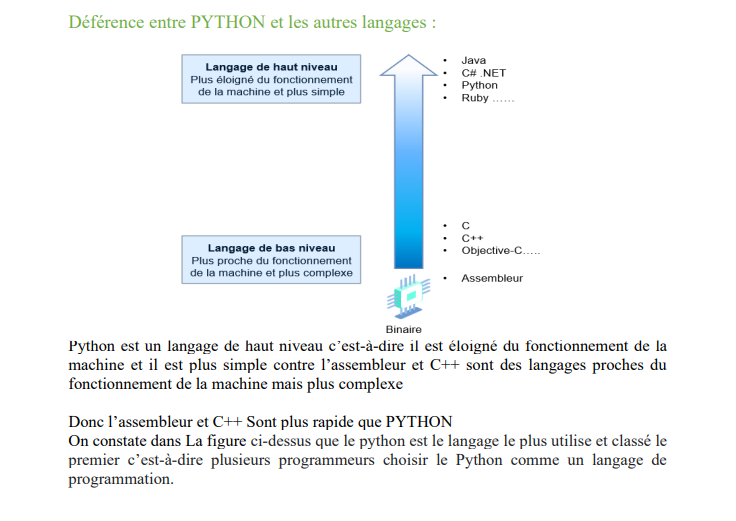 Déférence entre PYTHON et les autres langages :
Langage de haut niveau
Plus éloigné du fonctionnement
de la machine et plus simple
• Java
• C# .NET
• Python
• Ruby ……
Langage de bas niveau
Plus proche du fonctionnement
de la machine et plus complexe
• C
• C++
• Objective-C…..
• Assembleur
Binaire
Python est un langage de haut niveau c’est-à-dire il est éloigné du fonctionnement de la
machine et il est plus simple contre l’assembleur et C++ sont des langages proches du
fonctionnement de la machine mais plus complexe
Donc l’assembleur et C++ Sont plus rapide que PYTHON
On constate dans La figure ci-dessus que le python est le langage le plus utilise et classé le
premier c’est-à-dire plusieurs programmeurs choisir le Python comme un langage de
programmation.